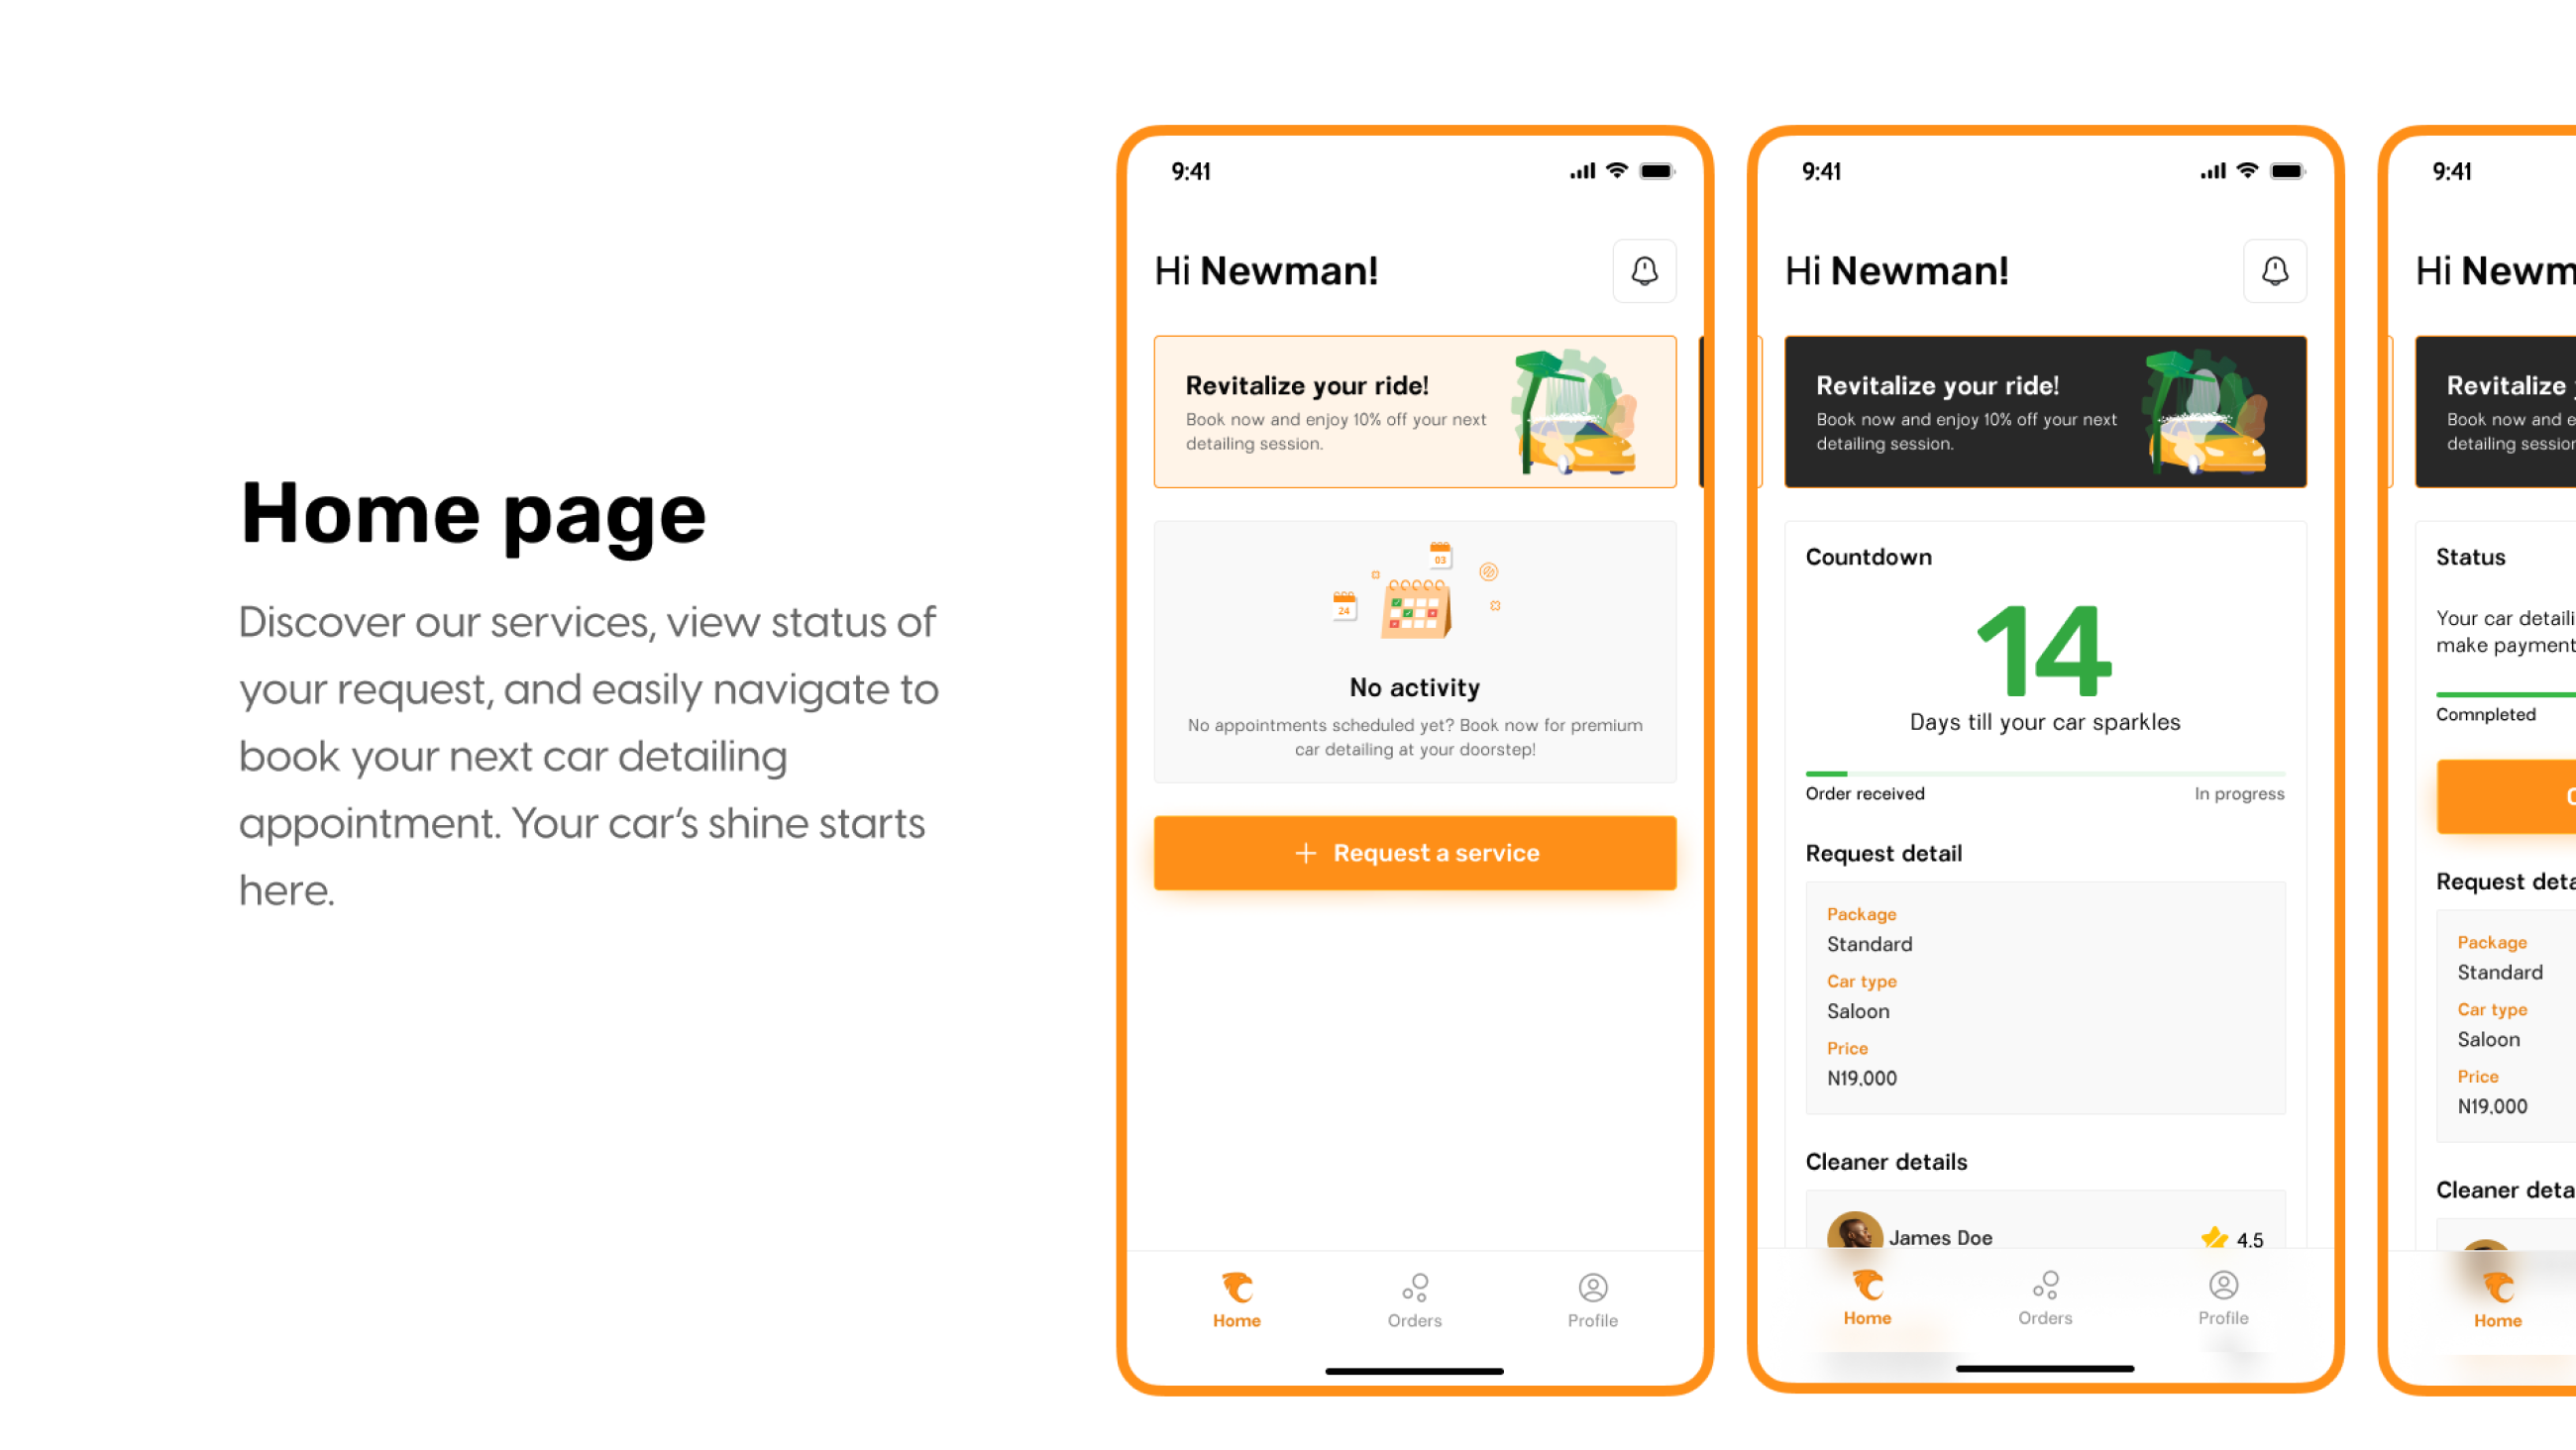 Home page
Discover our services, view status of
your request, and easily navigate to
book your next car detailing
appointment. Your car's shine starts
here.
9:41
Hi Newman!
Revitalize your ride!
Book now and enjoy 10% off your next
detailing session.
03
24
No activity
No appointments scheduled yet? Book now for premium
car detailing at your doorstep!
Request a service
Home
Orders
Profile
9:41
Hi Newman!
Revitalize your ride!
Book now and enjoy 10% off your next
detailing session.
Countdown
14
Days till your car sparkles
Order received
In progress
Request detail
Package
Standard
Car type
Saloon
Price
N19,000
Cleaner details
James Doe
4.5
Home
Orders
Profile
9:41
Hi Newm
Revitalize
Book now and e
detailing session
Status
Your car detaili
make payment
Comnpleted
Request deta
Package
Standard
Car type
Saloon
Price
N19,000
Cleaner deta
Home